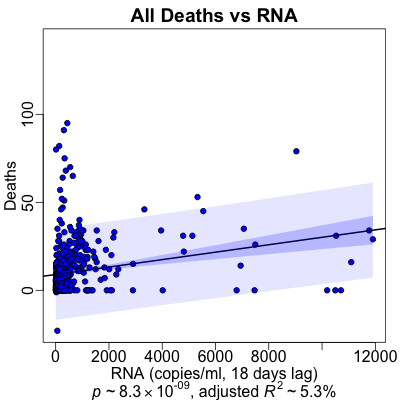 All Deaths vs RNA
Deaths
100
50
0
0 2000 4000 6000 8000 12000
RNA (copies/ml, 18 days lag)
p ~ 8.3 × 10⁻⁰⁹, adjusted R² ~ 5.3%